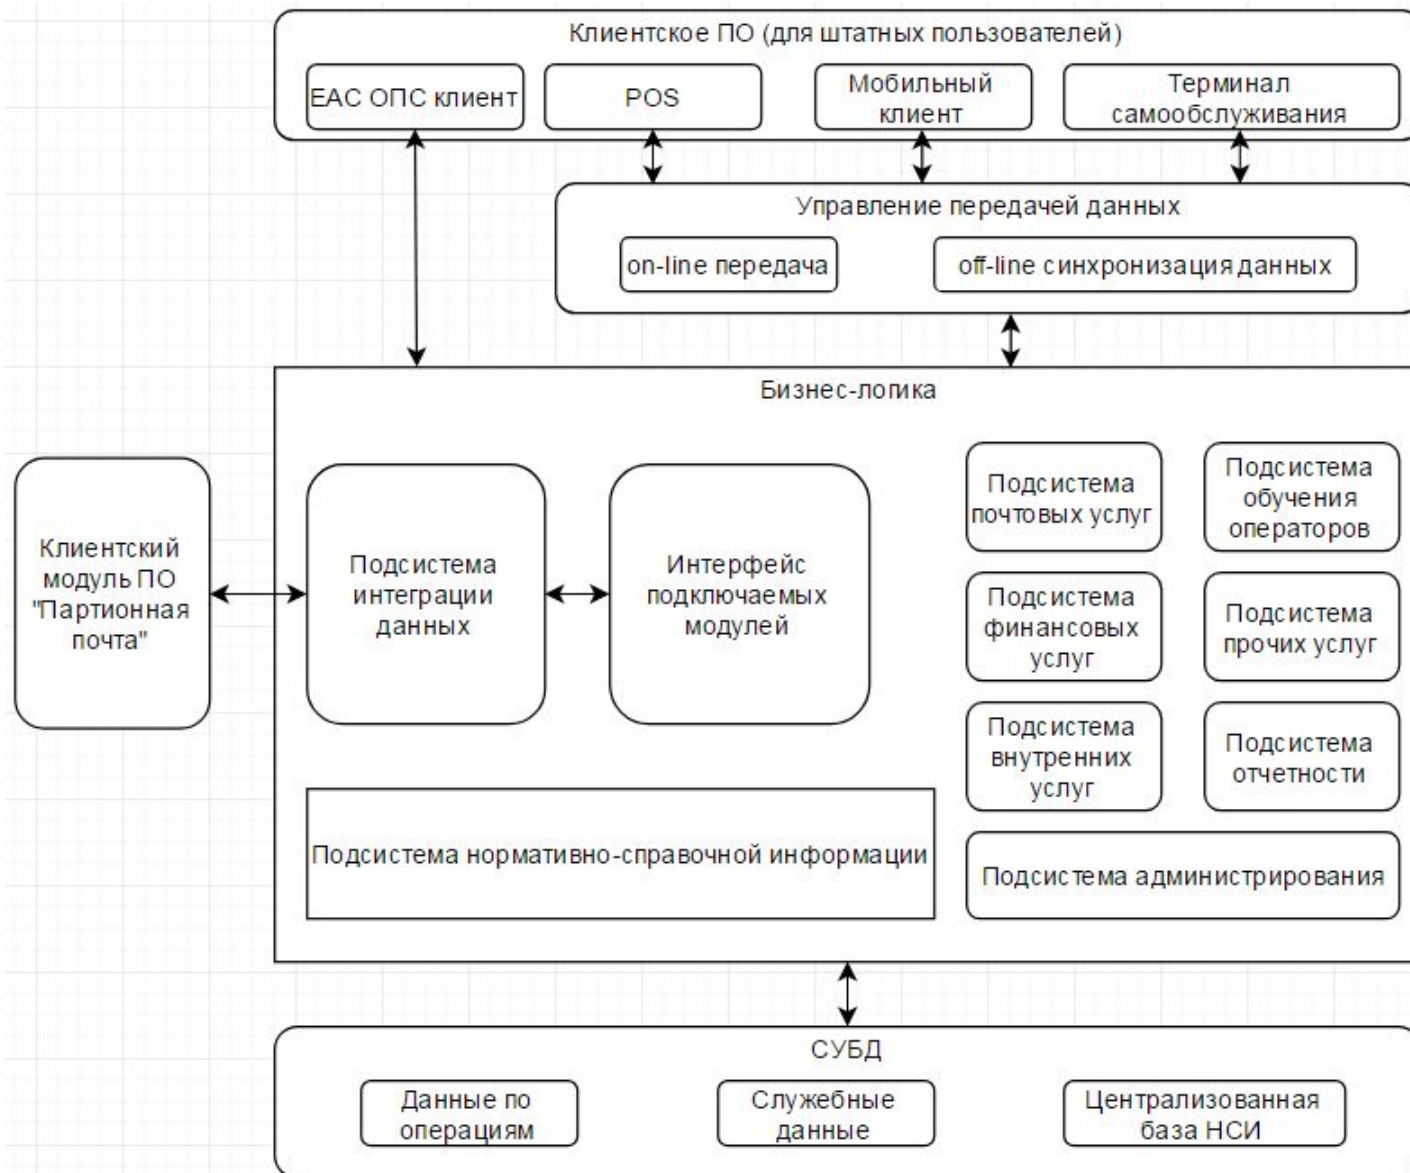 Клиентское ПО (для штатных пользователей)
ЕАС ОПС клиент
POS
Мобильный
клиент
Терминал
самообслуживания
Управление передачей данных
on-line передача
off-line синхронизация данных
Бизнес-логика
Клиентский
модуль ПО
"Партионная
почта"
Подсистема
интеграции
данных
Интерфейс
подключаемых
модулей
Подсистема
почтовых услуг
Подсистема
обучения
операторов
Подсистема
финансовых
услуг
Подсистема
прочих услуг
Подсистема
внутренних
услуг
Подсистема
отчетности
Подсистема нормативно-справочной информации
Подсистема администрирования
СУБД
Данные по
операциям
Служебные
данные
Централизованная
база НСИ